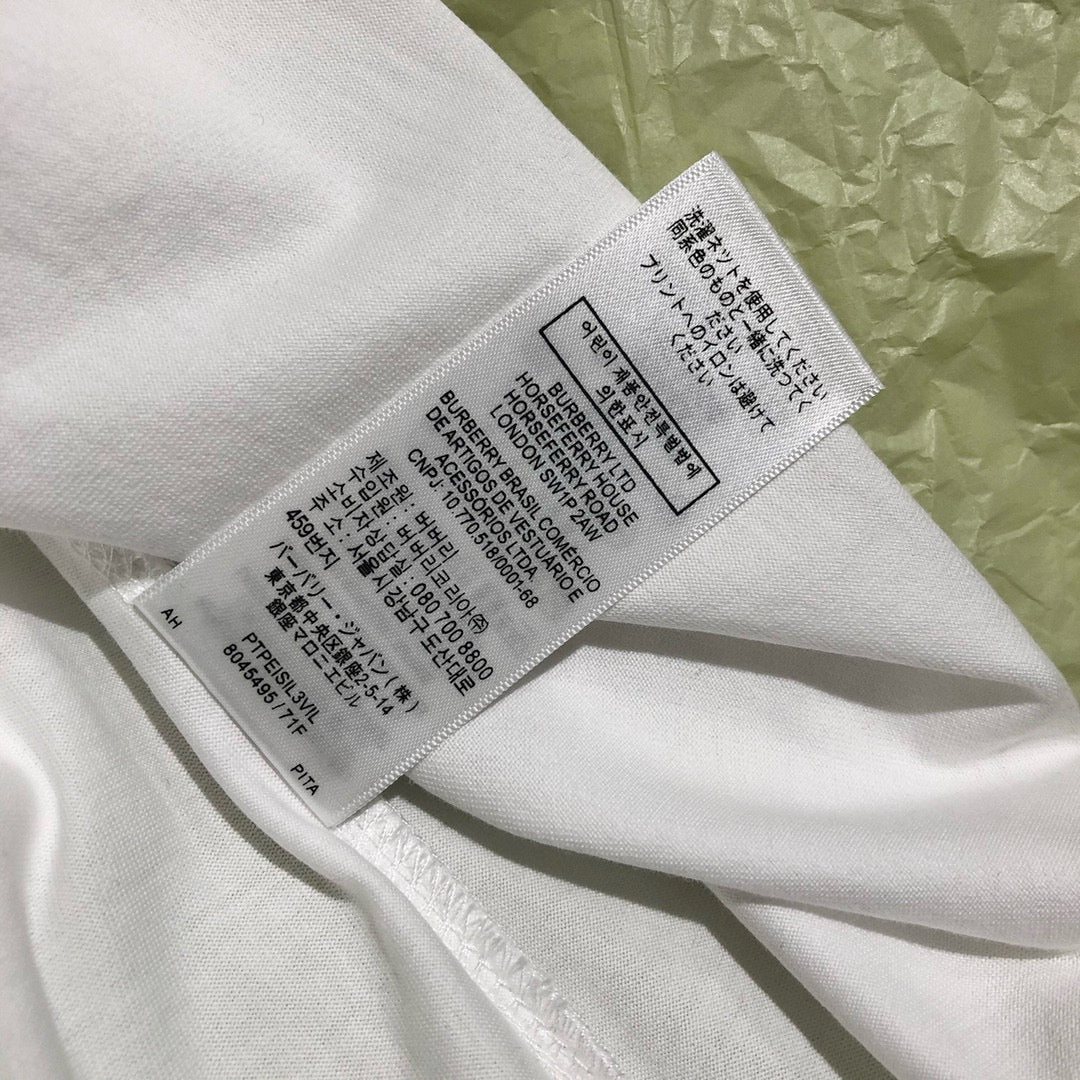 洗濯ネットを使用してください
同系色のものと一緒に洗ってく
ださい
プリントへのイロンは避けて
ください
어린이제품안전특별법에
의한표시
BURBERRY LTD
HORSEFERRY HOUSE
HORSEFERRY ROAD
LONDON SW1P 2AW
BURBERRY BRASIL COMÉRCIO
DE ARTIGOS DE VESTUÁRIO E
ACESSÓRIOS LTDA.
CNPJ: 10.770.518/0001-68
제조원: 버버리
수입원: 버버리코리아㈜
소비자상담실: 080 700 8800
주 소: 서울시 강남구 도산대로
459번지
バーバリー・ジャパン(株)
東京都中央区銀座2-5-14
銀座マロニエビル
PTPEISIL3VIL
8045495 / 71F
AH
PITA